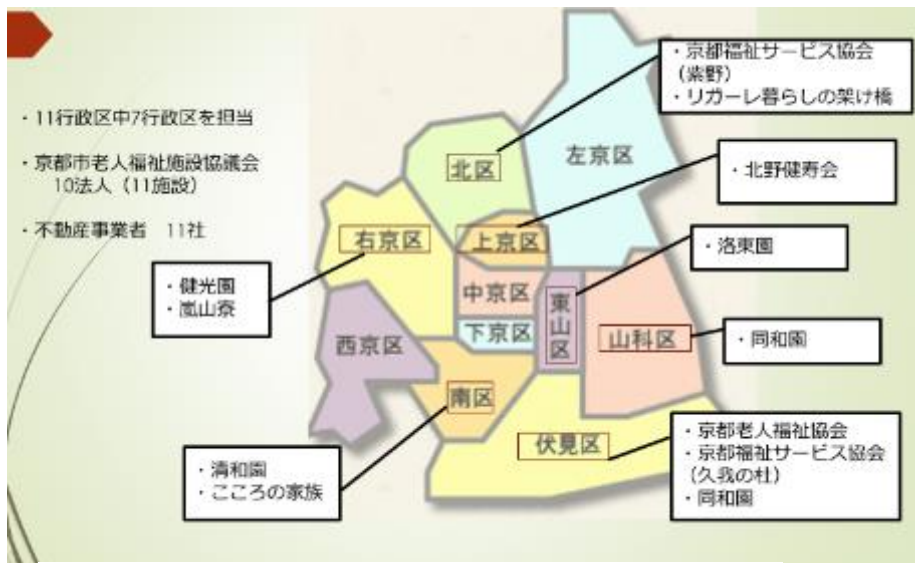 ・11行政区中7行政区を担当
・京都市老人福祉施設協議会
10法人（11施設）
・不動産事業者　11社
・京都福祉サービス協会
（紫野）
・リガーレ暮らしの架け橋
・北野健寿会
・洛東園
・同和園
・京都老人福祉協会
・京都福祉サービス協会
（久我の杜）
・同和園
・健光園
・嵐山寮
・清和園
・こころの家族
北区
左京区
右京区
上京区
中京区
東山区
下京区
山科区
西京区
南区
伏見区